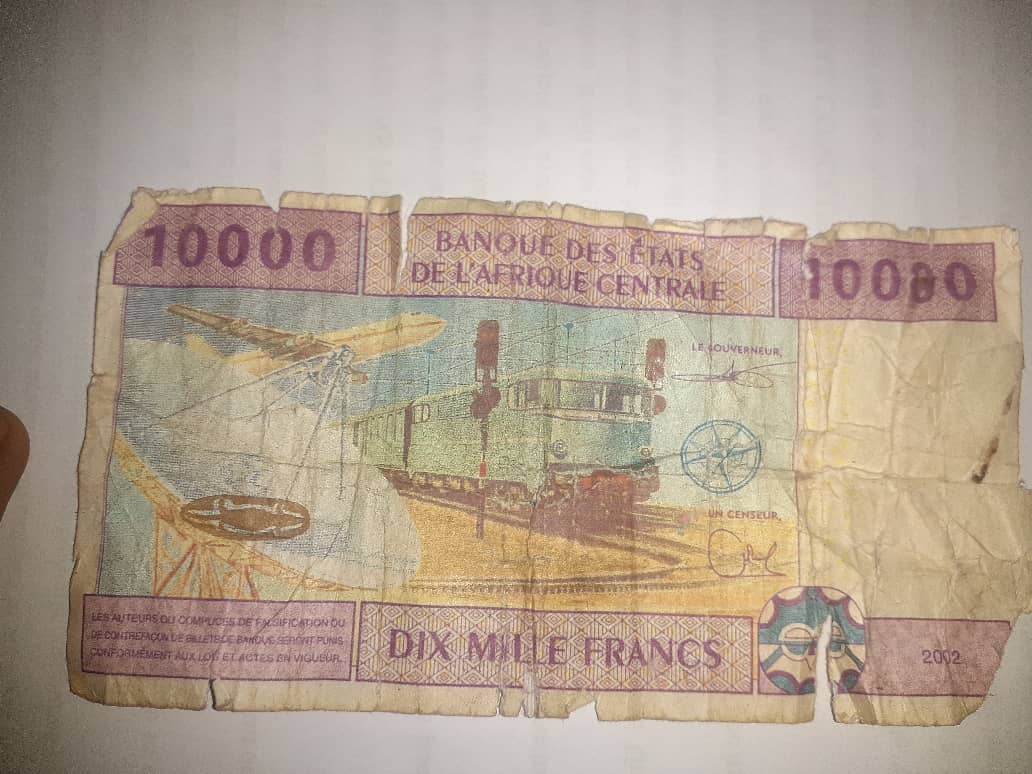 10000
BANQUE DES ÉTATS
DE L'AFRIQUE CENTRALE
10000
LE GOUVERNEUR,
UN CENSEUR,
LES AUTEURS OU COMPLICES DE FALSIFICATION OU
DE CONTREFAÇON DE BILLETS DE BANQUE SERONT PUNIS
CONFORMÉMENT AUX LOIS ET ACTES EN VIGUEUR.
DIX MILLE FRANCS
2002